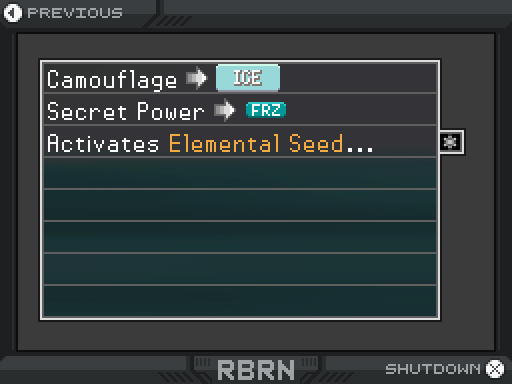 PREVIOUS
Camouflage ICE
Secret Power FRZ
Activates Elemental Seed...
RBRN
SHUTDOWN